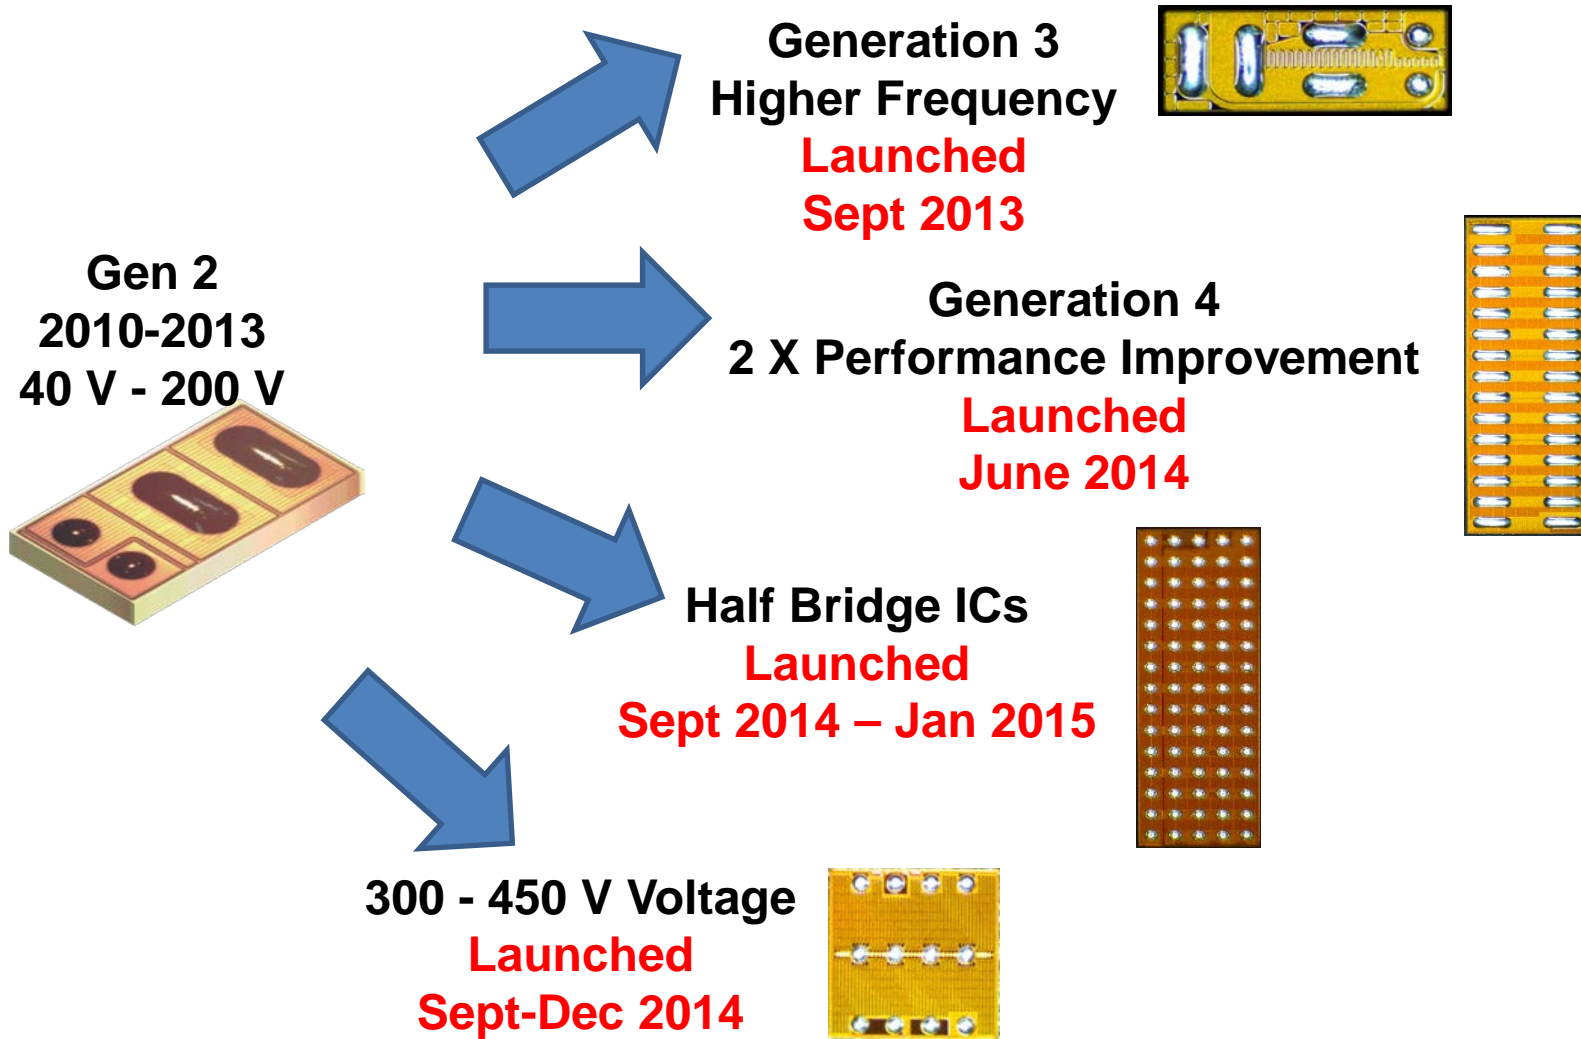 Gen 2
2010-2013
40 V - 200 V
Generation 3
Higher Frequency
Launched
Sept 2013
Generation 4
2 X Performance Improvement
Launched
June 2014
Half Bridge ICs
Launched
Sept 2014 – Jan 2015
300 - 450 V Voltage
Launched
Sept-Dec 2014